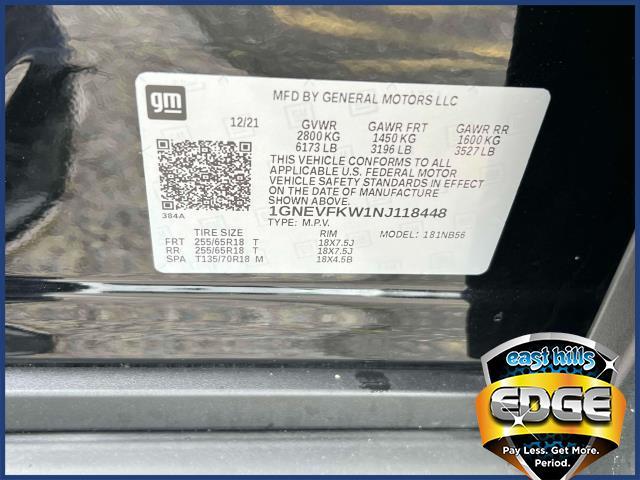 gm
MFD BY GENERAL MOTORS LLC
12/21 GVWR GAWR FRT GAWR RR
2800 KG 1450 KG 1600 KG
6173 LB 3196 LB 3527 LB
THIS VEHICLE CONFORMS TO ALL
APPLICABLE U.S. FEDERAL MOTOR
VEHICLE SAFETY STANDARDS IN EFFECT
ON THE DATE OF MANUFACTURE
SHOWN ABOVE.
384A
1GNEVFKW1NJ118448
TYPE: M.P.V. MODEL: 181NB56
TIRE SIZE RIM
FRT 255/65R18 T 18X7.5J
RR 255/65R18 T 18X7.5J
SPA T135/70R18 M 18X4.5B
east hills
EDGE
Pay Less. Get More.
Period.